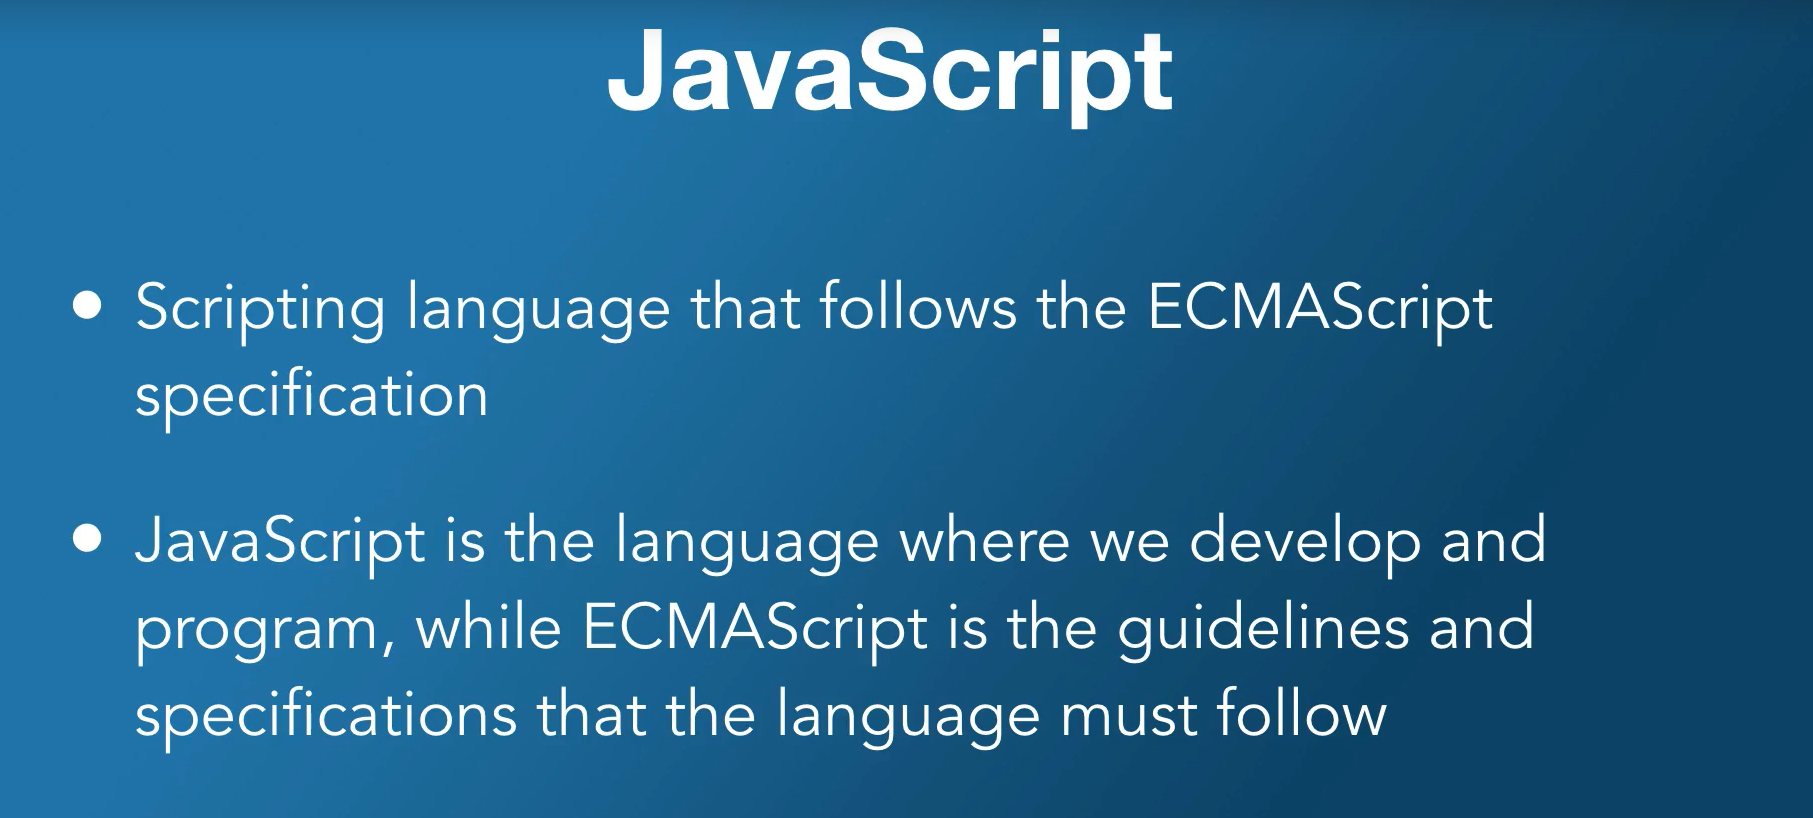 JavaScript
• Scripting language that follows the ECMAScript
specification
• JavaScript is the language where we develop and
program, while ECMAScript is the guidelines and
specifications that the language must follow